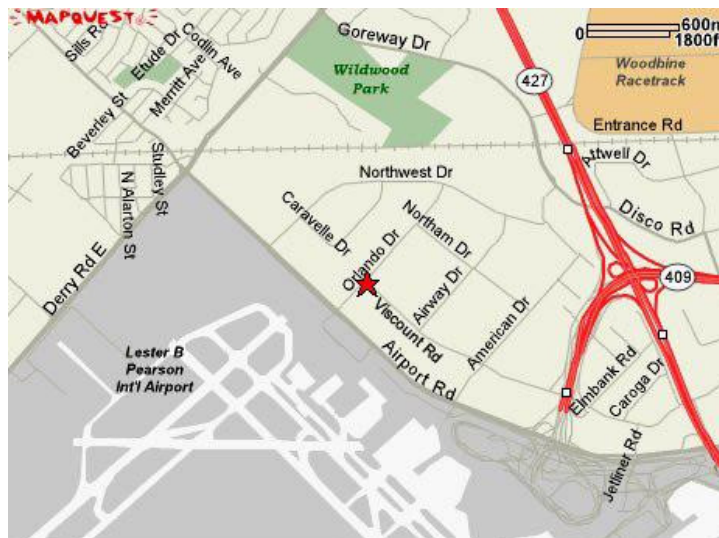 MAPQUEST
600m
0
1800ft
Sills Rd
Etude Dr
Codlin Ave
Merritt Ave
Beverley St
Goreway Dr
Wildwood
Park
427
Woodbine
Racetrack
Entrance Rd
Attwell Dr
Studley St
N Alarton St
Northwest Dr
Caravelle Dr
Northam Dr
Orlando Dr
Disco Rd
409
Derry Rd E
Viscount Rd
Airway Dr
American Dr
Airport Rd
Lester B
Pearson
Int'l Airport
Elmbank Rd
Caroga Dr
Jetliner Rd